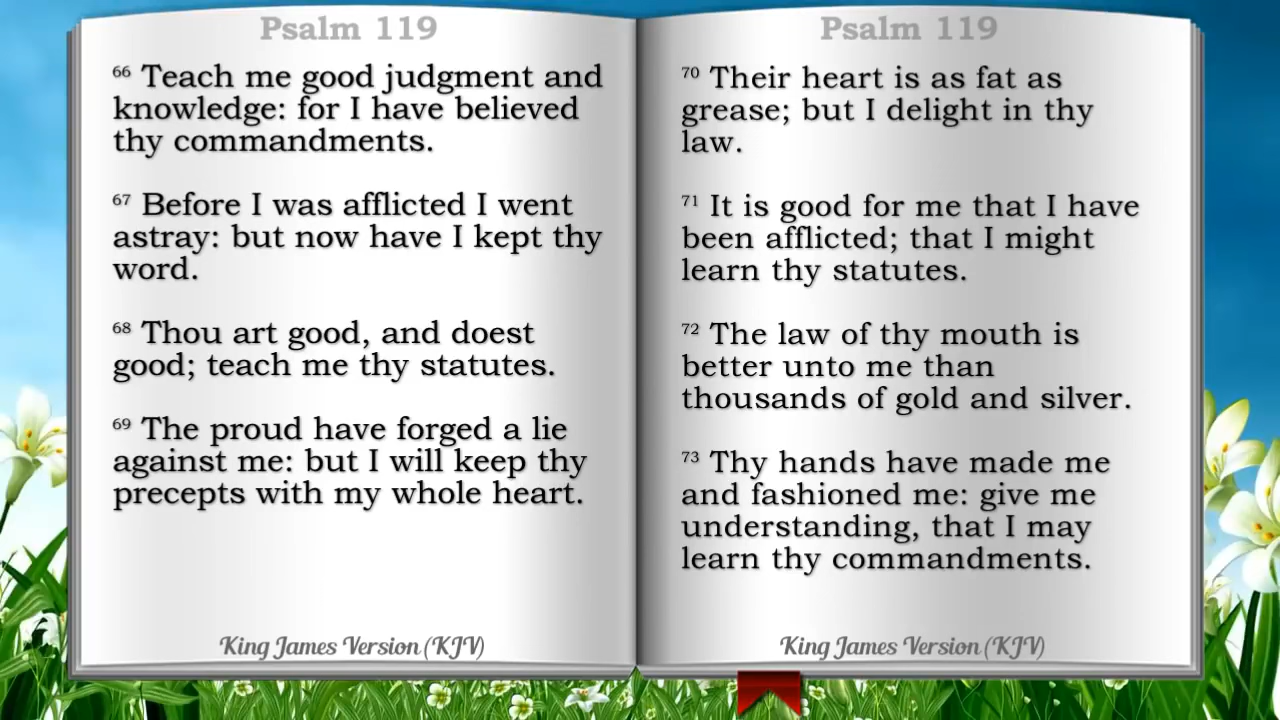 Psalm 119
66 Teach me good judgment and
knowledge: for I have believed
thy commandments.
67 Before I was afflicted I went
astray: but now have I kept thy
word.
68 Thou art good, and doest
good; teach me thy statutes.
69 The proud have forged a lie
against me: but I will keep thy
precepts with my whole heart.
King James Version (KJV)
Psalm 119
70 Their heart is as fat as
grease; but I delight in thy
law.
71 It is good for me that I have
been afflicted; that I might
learn thy statutes.
72 The law of thy mouth is
better unto me than
thousands of gold and silver.
73 Thy hands have made me
and fashioned me: give me
understanding, that I may
learn thy commandments.
King James Version (KJV)